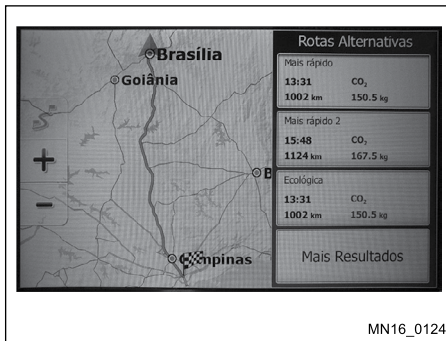 Brasília
Goiânia
B
mpinas
+
-
Rotas Alternativas
Mais rápido
13:31 CO₂
1002 km 150.5 kg
Mais rápido 2
15:48 CO₂
1124 km 167.5 kg
Ecológica
13:31 CO₂
1002 km 150.5 kg
Mais Resultados
MN16_0124